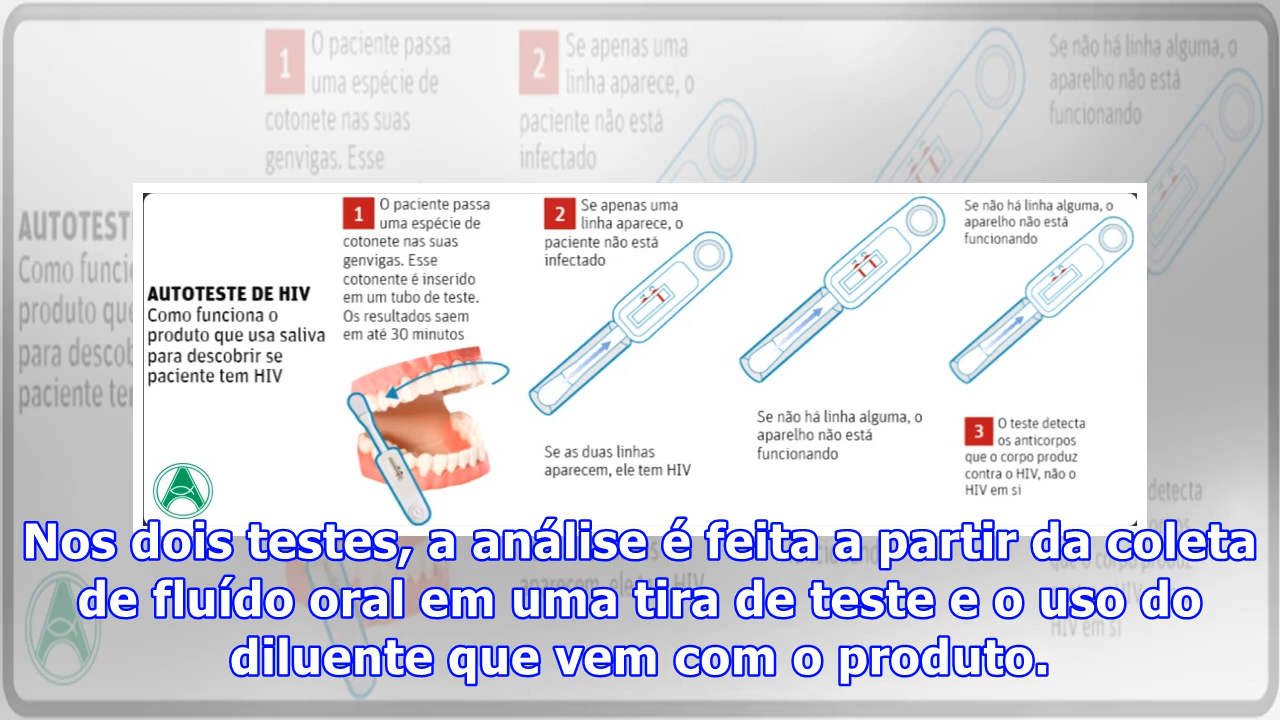 AUTOTESTE DE HIV
Como funciona o
produto que usa saliva
para descobrir se
paciente tem HIV
1 O paciente passa
uma espécie de
cotonete nas suas
genvigas. Esse
cotonente é inserido
em um tubo de teste.
Os resultados saem
em até 30 minutos
2 Se apenas uma
linha aparece, o
paciente não está
infectado
Se as duas linhas
aparecem, ele tem HIV
Se não há linha alguma, o
aparelho não está
funcionando
Se não há linha alguma, o
aparelho não está
funcionando
3 O teste detecta
os anticorpos
que o corpo produz
contra o HIV, não o
HIV em si
Nos dois testes, a análise é feita a partir da coleta
de fluído oral em uma tira de teste e o uso do
diluente que vem com o produto.